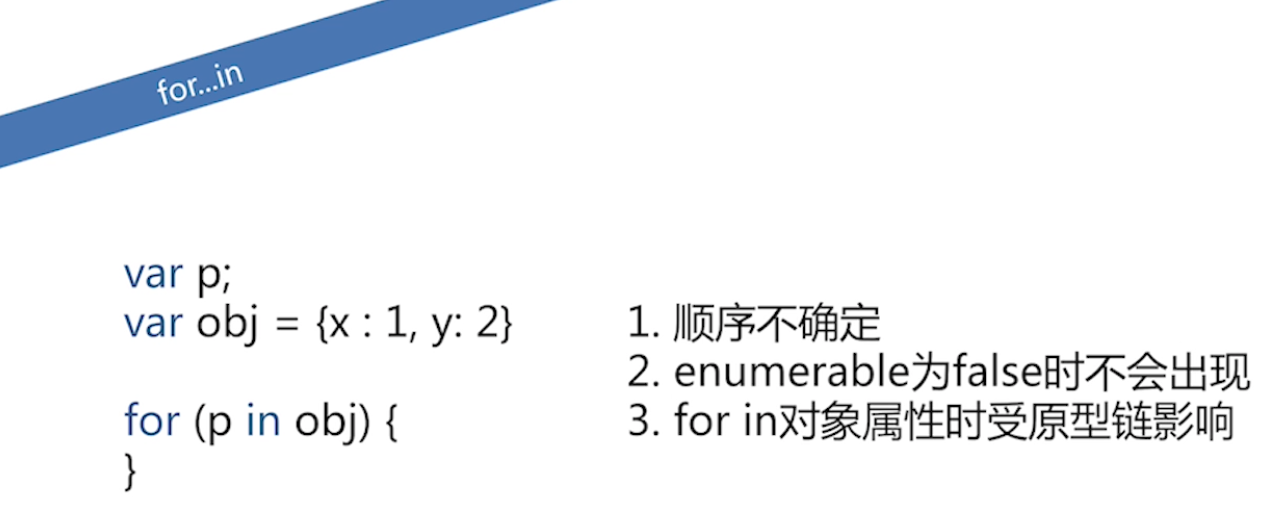 for...in
var p;
var obj = {x : 1, y: 2}
for (p in obj) {
}
1. 顺序不确定
2. enumerable为false时不会出现
3. for in对象属性时受原型链影响